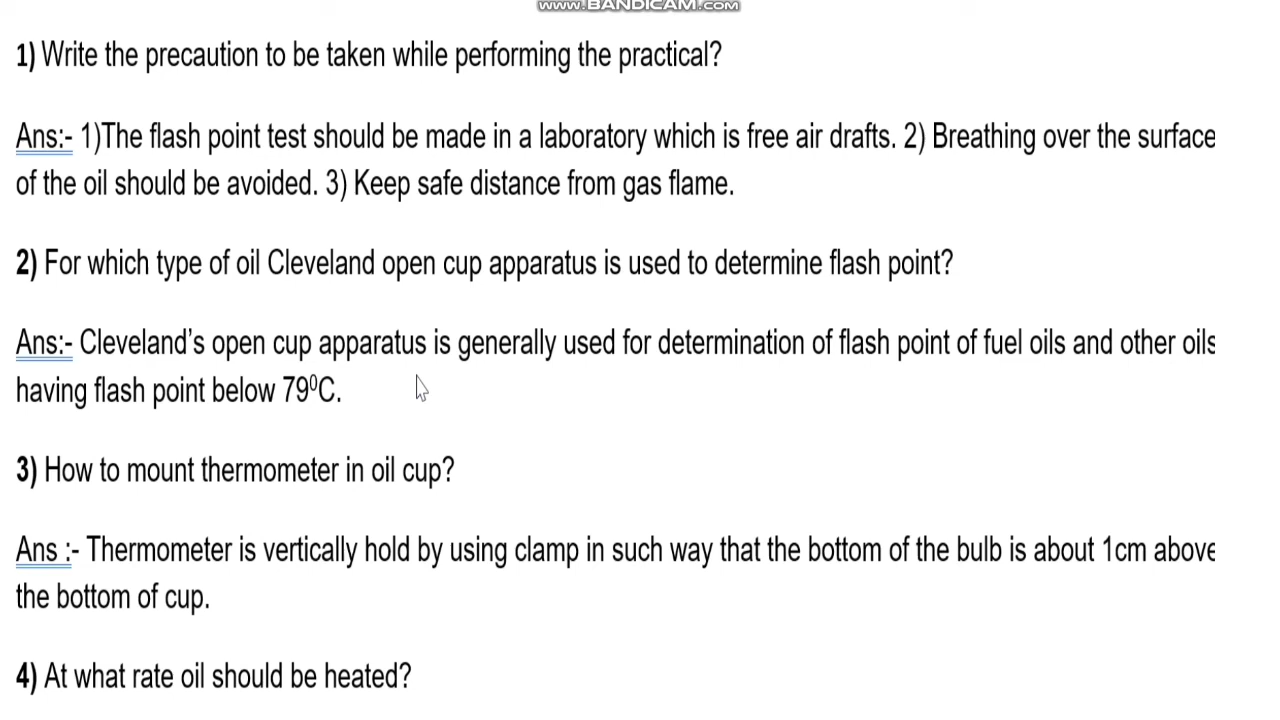 WWW.BANDICAM.COM
1) Write the precaution to be taken while performing the practical?
Ans:- 1)The flash point test should be made in a laboratory which is free air drafts. 2) Breathing over the surface
of the oil should be avoided. 3) Keep safe distance from gas flame.
2) For which type of oil Cleveland open cup apparatus is used to determine flash point?
Ans:- Cleveland’s open cup apparatus is generally used for determination of flash point of fuel oils and other oils
having flash point below 79⁰C.
3) How to mount thermometer in oil cup?
Ans :- Thermometer is vertically hold by using clamp in such way that the bottom of the bulb is about 1cm above
the bottom of cup.
4) At what rate oil should be heated?